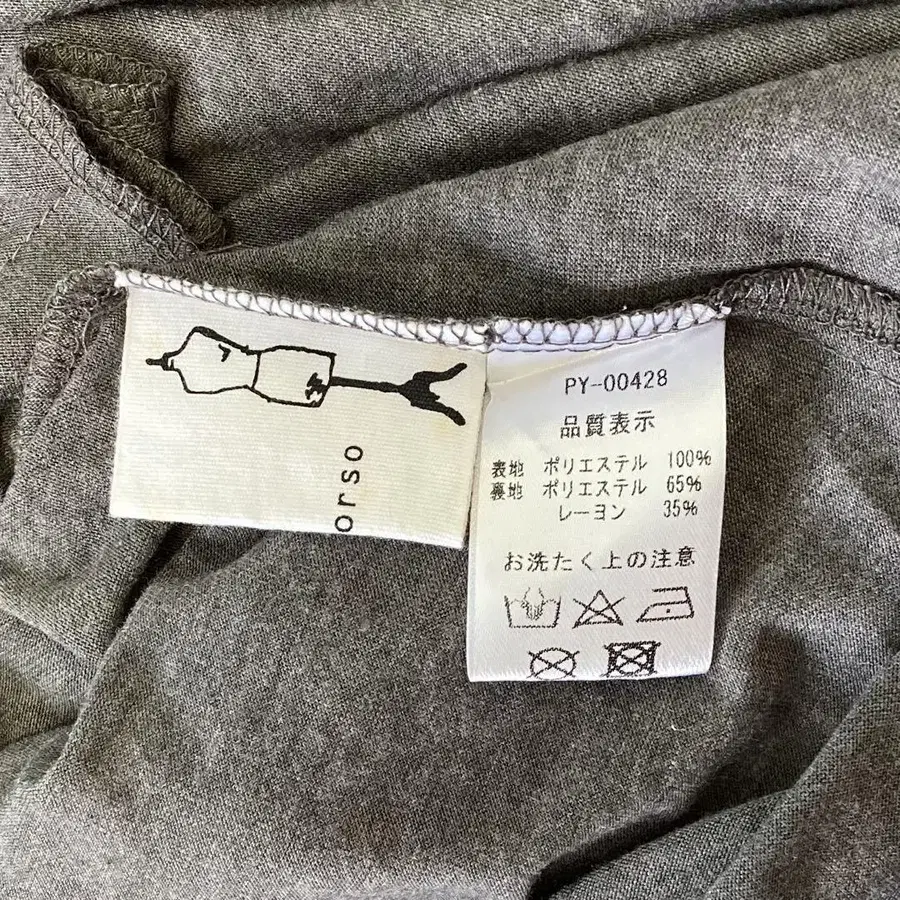 orso
PY-00428
品質表示
表地 ポリエステル 100%
裏地 ポリエステル 65%
レーヨン 35%
お洗たく上の注意